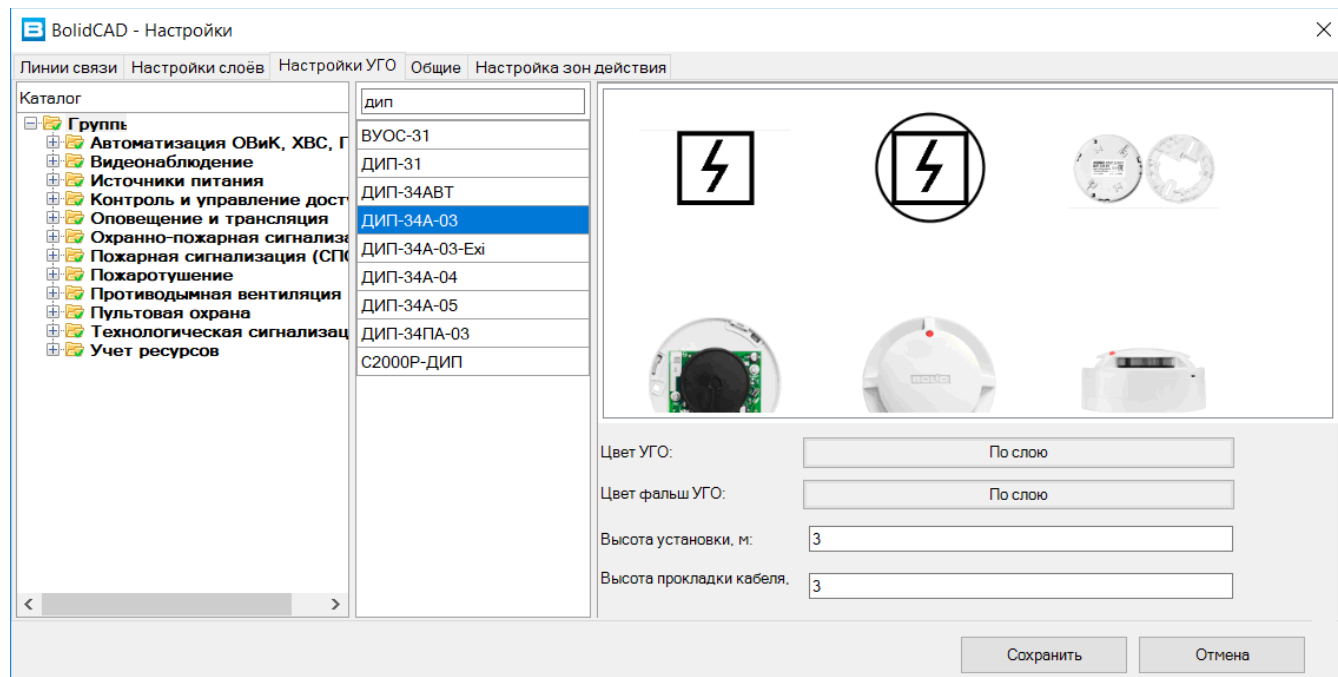 BolidCAD - Настройки
Линии связи Настройки слоёв Настройки УГО Общие Настройка зон действия
Каталог
Группы
Автоматизация ОВиК, ХВС, Г
Видеонаблюдение
Источники питания
Контроль и управление дост
Оповещение и трансляция
Охранно-пожарная сигнализа
Пожарная сигнализация (СПС
Пожаротушение
Противодымная вентиляция
Пультовая охрана
Технологическая сигнализац
Учет ресурсов
дип
ВУОС-31
ДИП-31
ДИП-34АВТ
ДИП-34А-03
ДИП-34А-03-Exi
ДИП-34А-04
ДИП-34А-05
ДИП-34ПА-03
С2000Р-ДИП
BOLID
Цвет УГО: По слою
Цвет фальш УГО: По слою
Высота установки, м: 3
Высота прокладки кабеля, 3
Сохранить Отмена